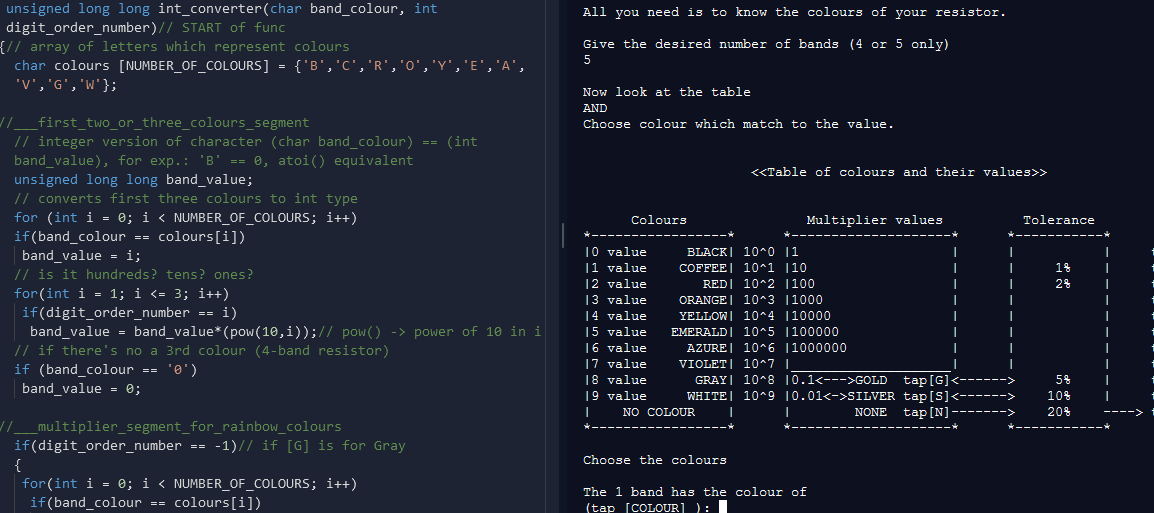 unsigned long long int_converter(char band_colour, int
digit_order_number)// START of func
{// array of letters which represent colours
char colours [NUMBER_OF_COLOURS] = {'B','C','R','O','Y','E','A',
'V','G','W'};
//___first_two_or_three_colours_segment
// integer version of character (char band_colour) == (int
band_value), for exp.: 'B' == 0, atoi() equivalent
unsigned long long band_value;
// converts first three colours to int type
for (int i = 0; i < NUMBER_OF_COLOURS; i++)
if(band_colour == colours[i])
band_value = i;
// is it hundreds? tens? ones?
for(int i = 1; i <= 3; i++)
if(digit_order_number == i)
band_value = band_value*(pow(10,i));// pow() -> power of 10 in i
// if there's no a 3rd colour (4-band resistor)
if (band_colour == '0')
band_value = 0;
//___multiplier_segment_for_rainbow_colours
if(digit_order_number == -1)// if [G] is for Gray
{
for(int i = 0; i < NUMBER_OF_COLOURS; i++)
if(band_colour == colours[i])
All you need is to know the colours of your resistor.
Give the desired number of bands (4 or 5 only)
5
Now look at the table
AND
Choose colour which match to the value.
<<Table of colours and their values>>
Colours Multiplier values Tolerance
*-----------------* *--------------------* *-----------*
|0 value BLACK| 10^0 |1 | | |
|1 value COFFEE| 10^1 |10 | | 1% |
|2 value RED| 10^2 |100 | | 2% |
|3 value ORANGE| 10^3 |1000 | | |
|4 value YELLOW| 10^4 |10000 | | |
|5 value EMERALD| 10^5 |100000 | | |
|6 value AZURE| 10^6 |1000000 | | |
|7 value VIOLET| 10^7 |____________________| | |
|8 value GRAY| 10^8 |0.1<--->GOLD tap[G]<------> 5% |
|9 value WHITE| 10^9 |0.01<->SILVER tap[S]<------> 10% |
| NO COLOUR | | NONE tap[N]-------> 20% ---->
*-----------------* *--------------------* *-----------*
Choose the colours
The 1 band has the colour of
(tap [COLOUR] ):